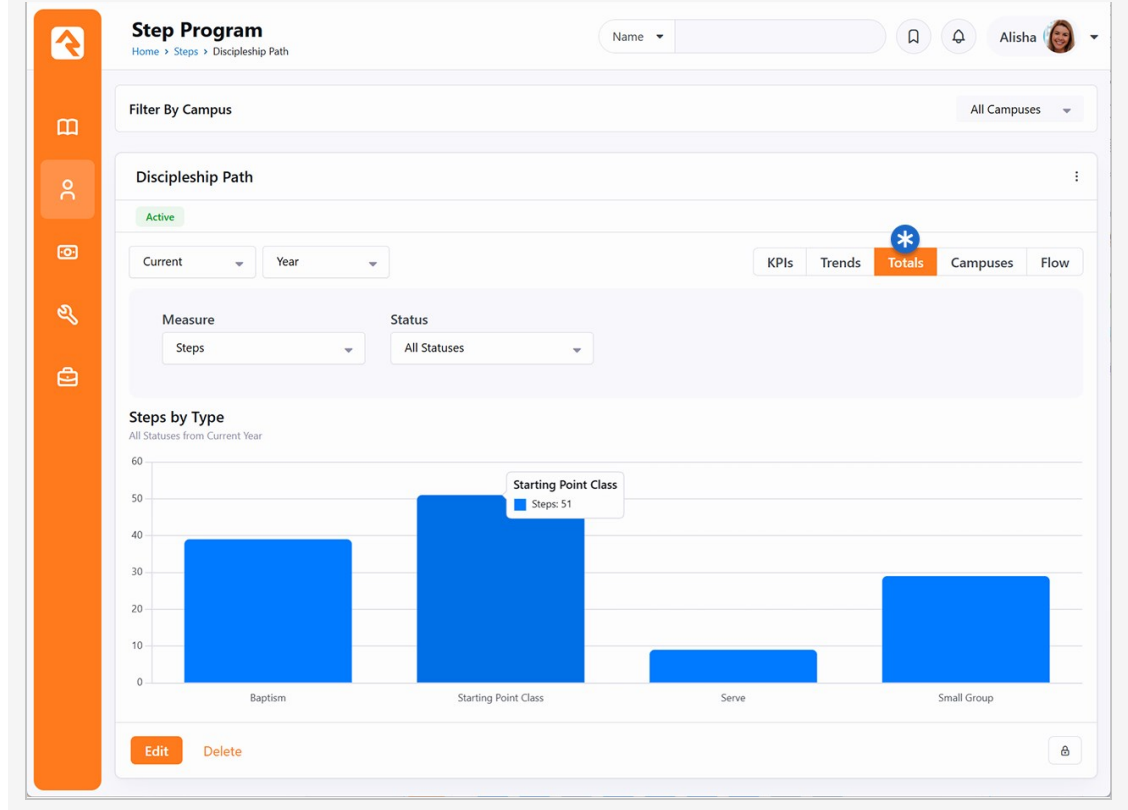 Step Program
Home > Steps > Discipleship Path
Name
Alisha
Filter By Campus
All Campuses
Discipleship Path
Active
Current
Year
KPIs
Trends
Totals
Campuses
Flow
Measure
Status
Steps
All Statuses
Steps by Type
All Statuses from Current Year
60
50
40
30
20
10
0
Starting Point Class
Steps: 51
Baptism
Starting Point Class
Serve
Small Group
Edit
Delete